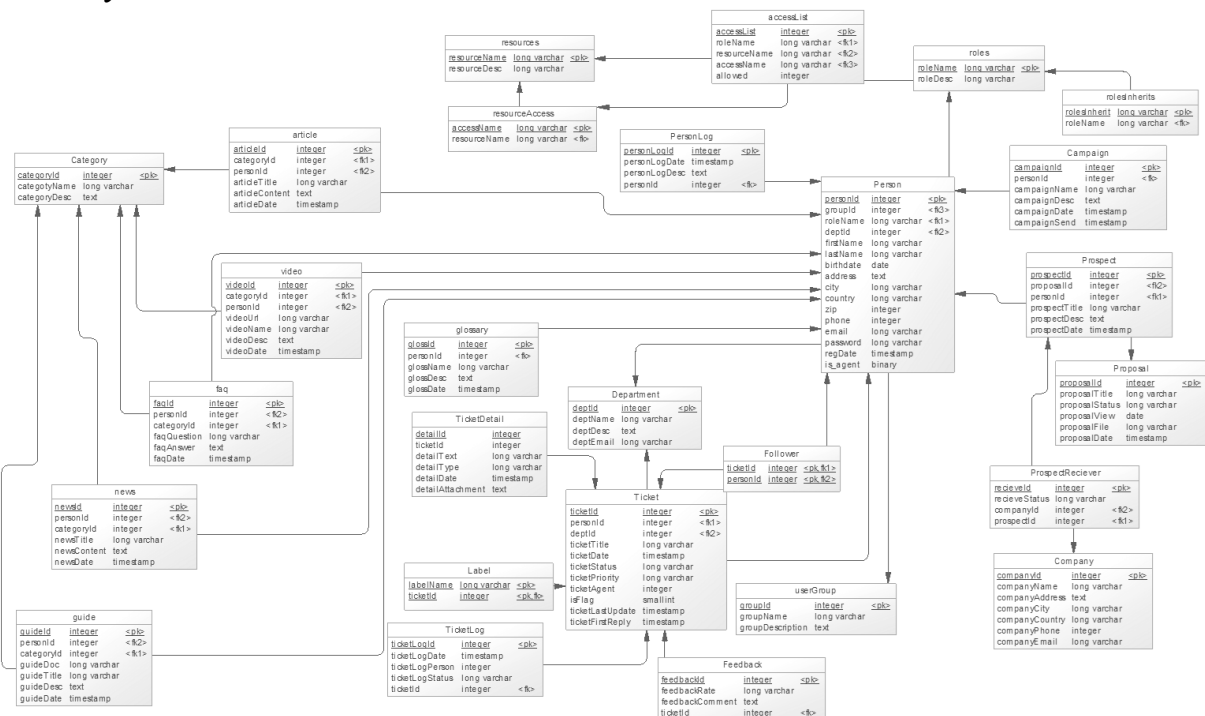 accessList
accessList integer <pk>
roleName long varchar <fk1>
resourceName long varchar <fk2>
accessName long varchar <fk3>
allowed integer
resources
resourceName long varchar <pk>
resourceDesc long varchar
roles
roleName long varchar <pk>
roleDesc long varchar
rolesInherits
rolesInherit long varchar <pk>
roleName long varchar <fk>
resourceAccess
accessName long varchar <pk>
resourceName long varchar <fk>
article
articleId integer <pk>
categoryId integer <fk1>
personId integer <fk2>
articleTitle long varchar
articleContent text
articleDate timestamp
PersonLog
personLogId integer <pk>
personLogDate timestamp
personLogDesc text
personId integer <fk>
Category
categoryId integer <pk>
categotyName long varchar
categoryDesc text
Campaign
campaignId integer <pk>
personId integer <fk>
campaignName long varchar
campaignDesc text
campaignDate timestamp
campaignSend timestamp
Person
personId integer <pk>
groupId integer <fk3>
roleName long varchar <fk1>
deptId integer <fk2>
firstName long varchar
lastName long varchar
birthdate date
address text
city long varchar
country long varchar
zip integer
phone integer
email long varchar
password long varchar
regDate timestamp
is_agent binary
video
videoId integer <pk>
categoryId integer <fk1>
personId integer <fk2>
videoUrl long varchar
videoName long varchar
videoDesc text
videoDate timestamp
Prospect
prospectId integer <pk>
proposalId integer <fk2>
personId integer <fk1>
prospectTitle long varchar
prospectDesc text
prospectDate timestamp
glossary
glossId integer <pk>
personId integer <fk>
glossName long varchar
glossDesc text
glossDate timestamp
Proposal
proposalId integer <pk>
proposalTitle long varchar
proposalStatus long varchar
proposalView date
proposalFile long varchar
proposalDate timestamp
faq
faqId integer <pk>
personId integer <fk2>
categoryId integer <fk1>
faqQuestion long varchar
faqAnswer text
faqDate timestamp
Department
deptId integer <pk>
deptName long varchar
deptDesc text
deptEmail long varchar
TicketDetail
detailId integer
ticketId integer
detailText long varchar
detailType long varchar
detailDate timestamp
detailAttachment text
Follower
ticketId integer <pk,fk1>
personId integer <pk,fk2>
ProspectReciever
recieveId integer <pk>
recieveStatus long varchar
companyId integer <fk2>
prospectId integer <fk1>
news
newsId integer <pk>
personId integer <fk2>
categoryId integer <fk1>
newsTitle long varchar
newsContent text
newsDate timestamp
Ticket
ticketId integer <pk>
personId integer <fk1>
deptId integer <fk2>
ticketTitle long varchar
ticketDate timestamp
ticketStatus long varchar
ticketPriority long varchar
ticketAgent integer
isFlag smallint
ticketLastUpdate timestamp
ticketFirstReply timestamp
Label
labelName long varchar <pk>
ticketId integer <pk,fk>
userGroup
groupId integer <pk>
groupName long varchar
groupDescription text
Company
companyId integer <pk>
companyName long varchar
companyAddress text
companyCity long varchar
companyCountry long varchar
companyPhone integer
companyEmail long varchar
guide
guideId integer <pk>
personId integer <fk2>
categoryId integer <fk1>
guideDoc long varchar
guideTitle long varchar
guideDesc text
guideDate timestamp
TicketLog
ticketLogId integer <pk>
ticketLogDate timestamp
ticketLogPerson integer
ticketLogStatus long varchar
ticketId integer <fk>
Feedback
feedbackId integer <pk>
feedbackRate long varchar
feedbackComment text
ticketId integer <fk>